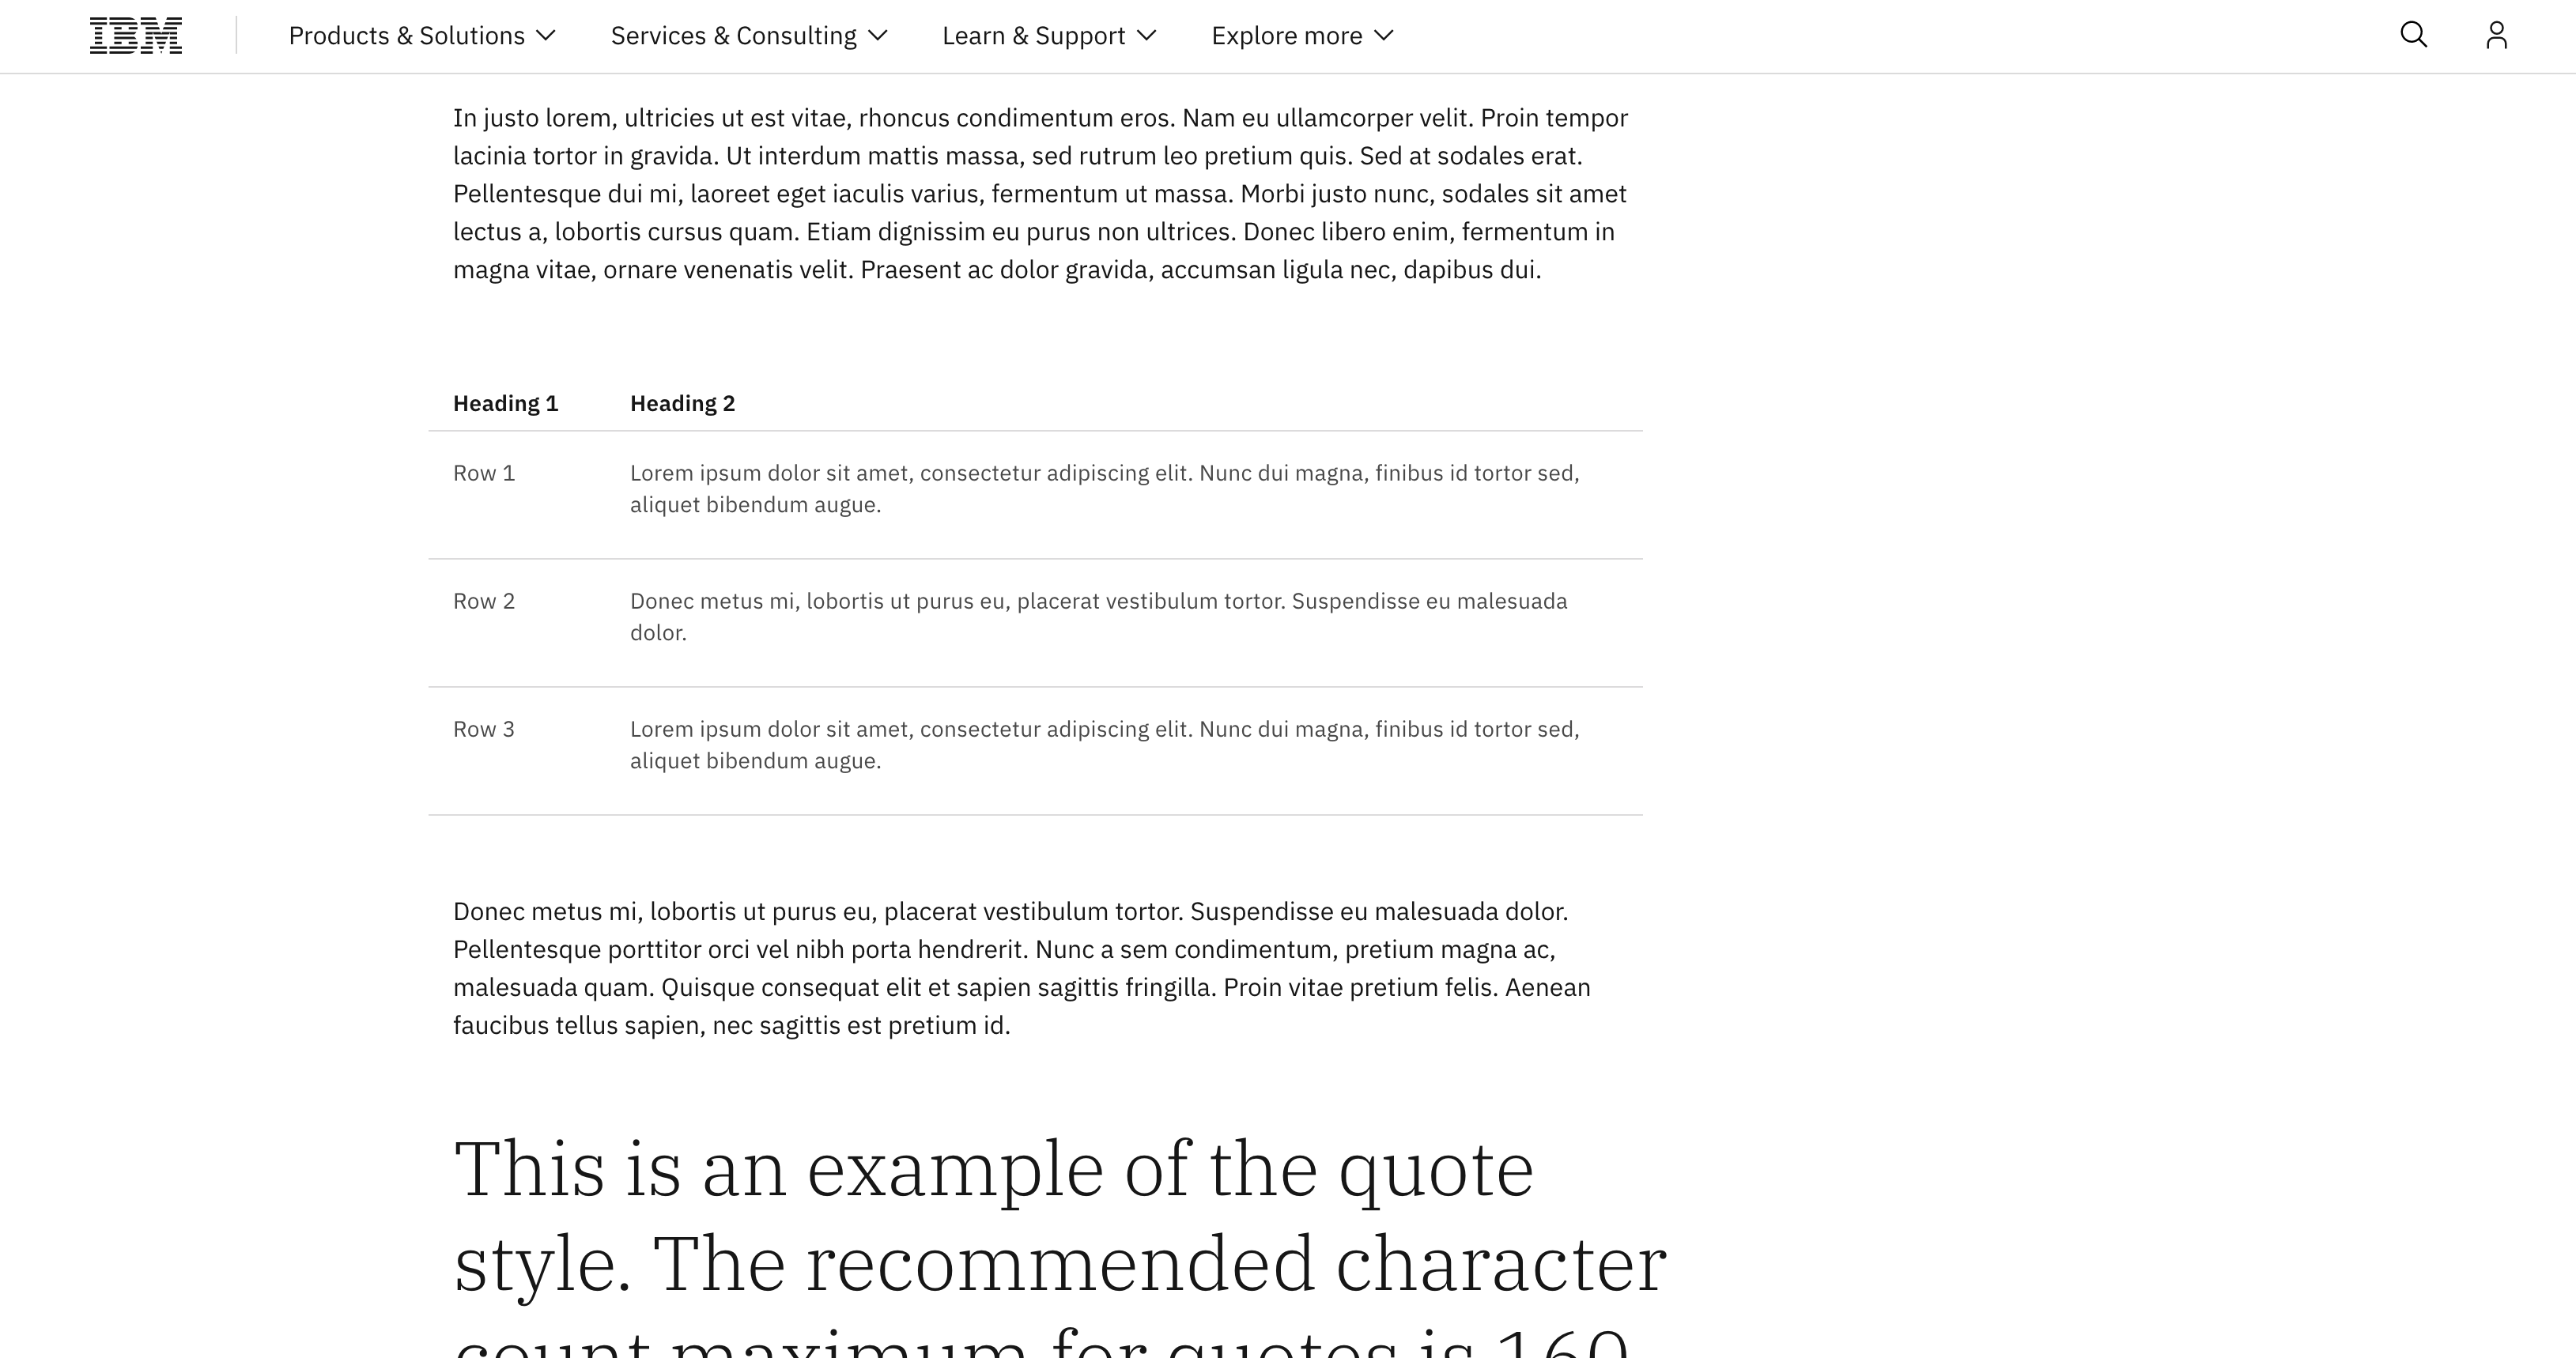 IBM Products & Solutions Services & Consulting Learn & Support Explore more
In justo lorem, ultricies ut est vitae, rhoncus condimentum eros. Nam eu ullamcorper velit. Proin tempor
lacinia tortor in gravida. Ut interdum mattis massa, sed rutrum leo pretium quis. Sed at sodales erat.
Pellentesque dui mi, laoreet eget iaculis varius, fermentum ut massa. Morbi justo nunc, sodales sit amet
lectus a, lobortis cursus quam. Etiam dignissim eu purus non ultrices. Donec libero enim, fermentum in
magna vitae, ornare venenatis velit. Praesent ac dolor gravida, accumsan ligula nec, dapibus dui.
Heading 1 Heading 2
Row 1 Lorem ipsum dolor sit amet, consectetur adipiscing elit. Nunc dui magna, finibus id tortor sed,
aliquet bibendum augue.
Row 2 Donec metus mi, lobortis ut purus eu, placerat vestibulum tortor. Suspendisse eu malesuada
dolor.
Row 3 Lorem ipsum dolor sit amet, consectetur adipiscing elit. Nunc dui magna, finibus id tortor sed,
aliquet bibendum augue.
Donec metus mi, lobortis ut purus eu, placerat vestibulum tortor. Suspendisse eu malesuada dolor.
Pellentesque porttitor orci vel nibh porta hendrerit. Nunc a sem condimentum, pretium magna ac,
malesuada quam. Quisque consequat elit et sapien sagittis fringilla. Proin vitae pretium felis. Aenean
faucibus tellus sapien, nec sagittis est pretium id.
This is an example of the quote
style. The recommended character
count maximum for quotes is 160